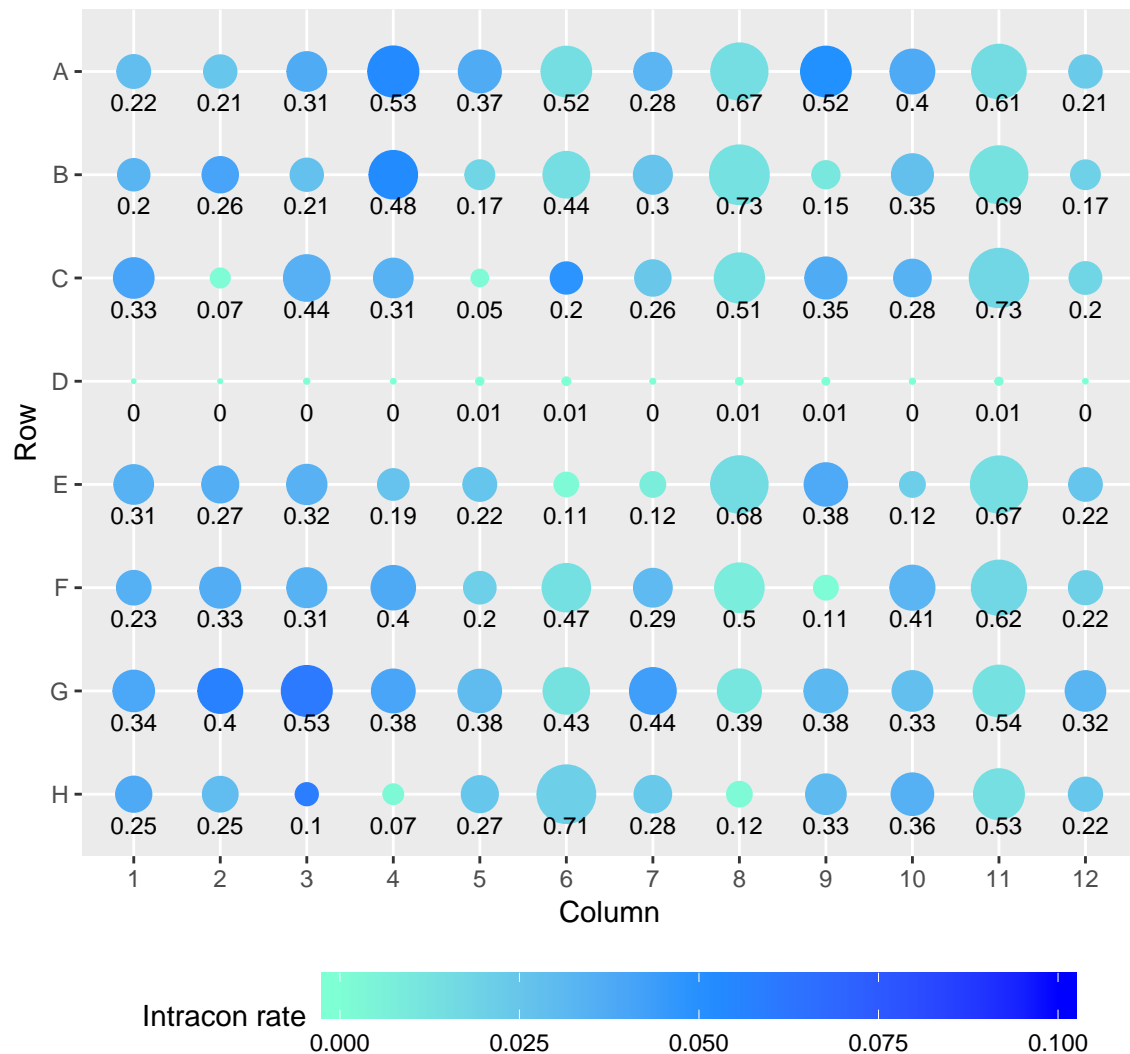 A
0.22 0.21 0.31 0.53 0.37 0.52 0.28 0.67 0.52 0.4 0.61 0.21
B
0.2 0.26 0.21 0.48 0.17 0.44 0.3 0.73 0.15 0.35 0.69 0.17
C
0.33 0.07 0.44 0.31 0.05 0.2 0.26 0.51 0.35 0.28 0.73 0.2
D
0 0 0 0 0.01 0.01 0 0.01 0.01 0 0.01 0
Row
E
0.31 0.27 0.32 0.19 0.22 0.11 0.12 0.68 0.38 0.12 0.67 0.22
F
0.23 0.33 0.31 0.4 0.2 0.47 0.29 0.5 0.11 0.41 0.62 0.22
G
0.34 0.4 0.53 0.38 0.38 0.43 0.44 0.39 0.38 0.33 0.54 0.32
H
0.25 0.25 0.1 0.07 0.27 0.71 0.28 0.12 0.33 0.36 0.53 0.22
1 2 3 4 5 6 7 8 9 10 11 12
Column
Intracon rate
0.000 0.025 0.050 0.075 0.100